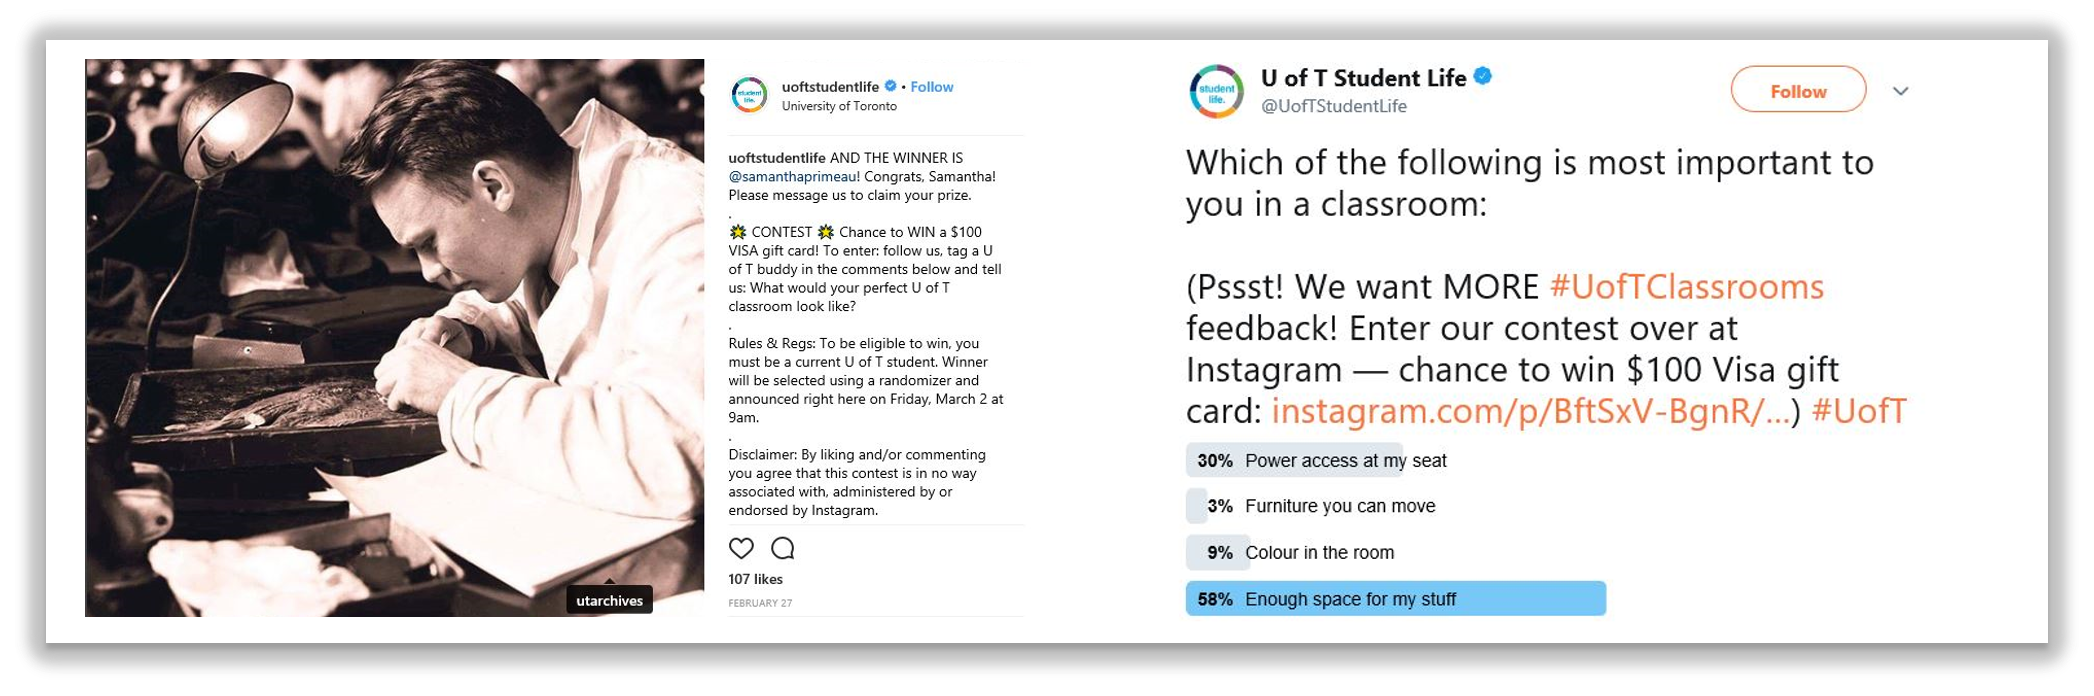 student
life.
uoftstudentlife • Follow
University of Toronto
uoftstudentlife AND THE WINNER IS
@samanthaprimeau! Congrats, Samantha!
Please message us to claim your prize.
.
🌟 CONTEST 🌟 Chance to WIN a $100
VISA gift card! To enter: follow us, tag a U
of T buddy in the comments below and tell
us: What would your perfect U of T
classroom look like?
.
Rules & Regs: To be eligible to win, you
must be a current U of T student. Winner
will be selected using a randomizer and
announced right here on Friday, March 2 at
9am.
.
Disclaimer: By liking and/or commenting
you agree that this contest is in no way
associated with, administered by or
endorsed by Instagram.
107 likes
FEBRUARY 27
utarchives
student
life.
U of T Student Life
@UofTStudentLife
Follow
Which of the following is most important to
you in a classroom:
(Pssst! We want MORE #UofTClassrooms
feedback! Enter our contest over at
Instagram — chance to win $100 Visa gift
card: instagram.com/p/BftSxV-BgnR/...) #UofT
30% Power access at my seat
3% Furniture you can move
9% Colour in the room
58% Enough space for my stuff